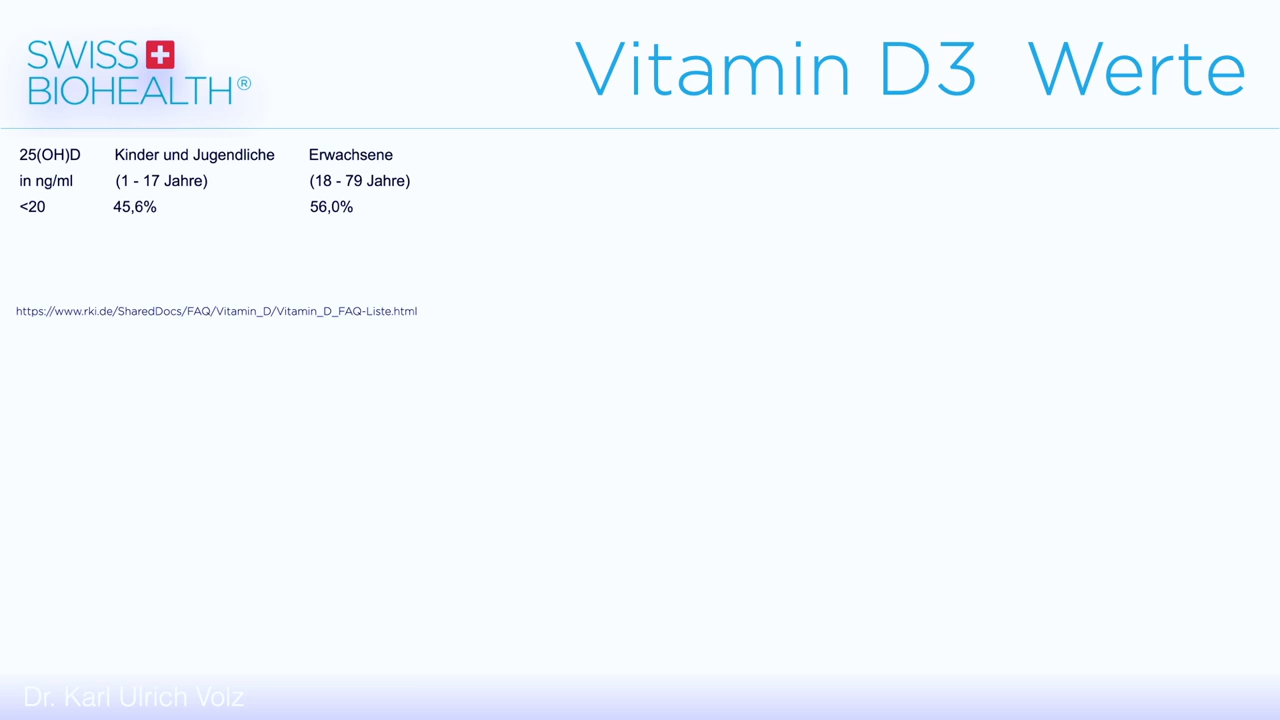 SWISS
BIOHEALTH®
Vitamin D3 Werte
25(OH)D Kinder und Jugendliche Erwachsene
in ng/ml (1 - 17 Jahre) (18 - 79 Jahre)
<20 45,6% 56,0%
https://www.rki.de/SharedDocs/FAQ/Vitamin_D/Vitamin_D_FAQ-Liste.html
Dr. Karl Ulrich Volz